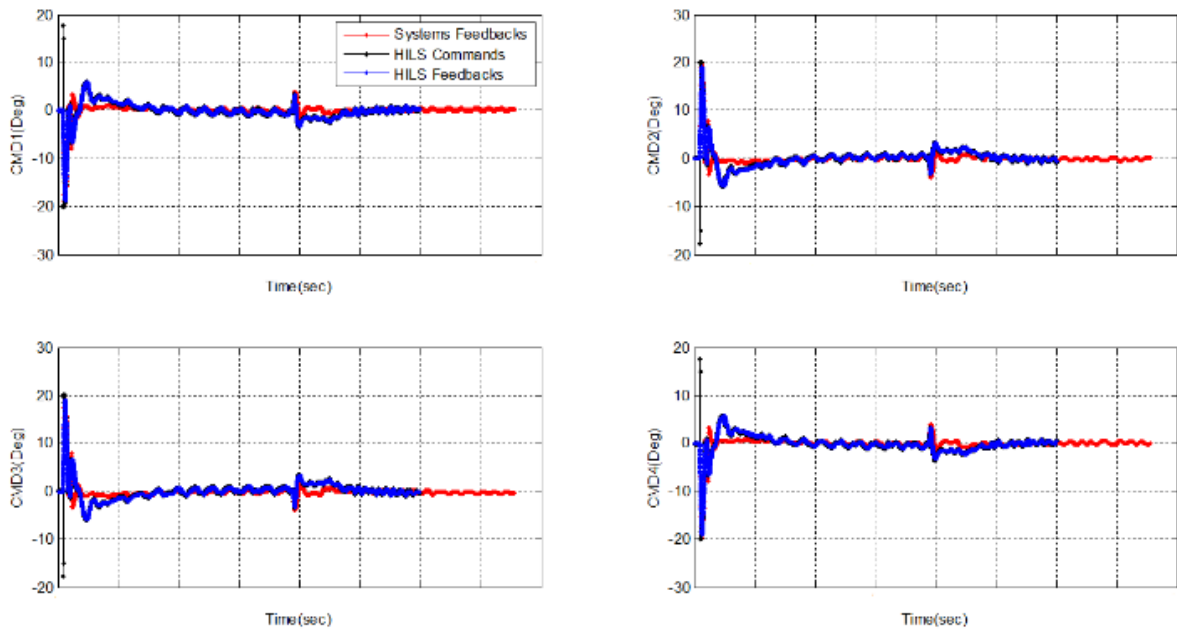 20
10
0
-10
-20
-30
CMD1(Deg)
Time(sec)
Systems Feedbacks
HILS Commands
HILS Feedbacks
30
20
10
0
-10
-20
CMD2(Deg)
Time(sec)
30
20
10
0
-10
-20
CMD3(Deg)
Time(sec)
20
10
0
-10
-20
-30
CMD4(Deg)
Time(sec)